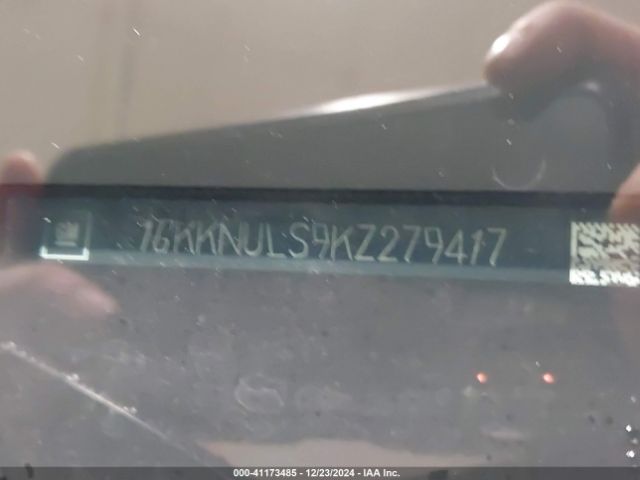 1GKKNULS9KZ279417
000-41173485 - 12/23/2024 - IAA Inc.